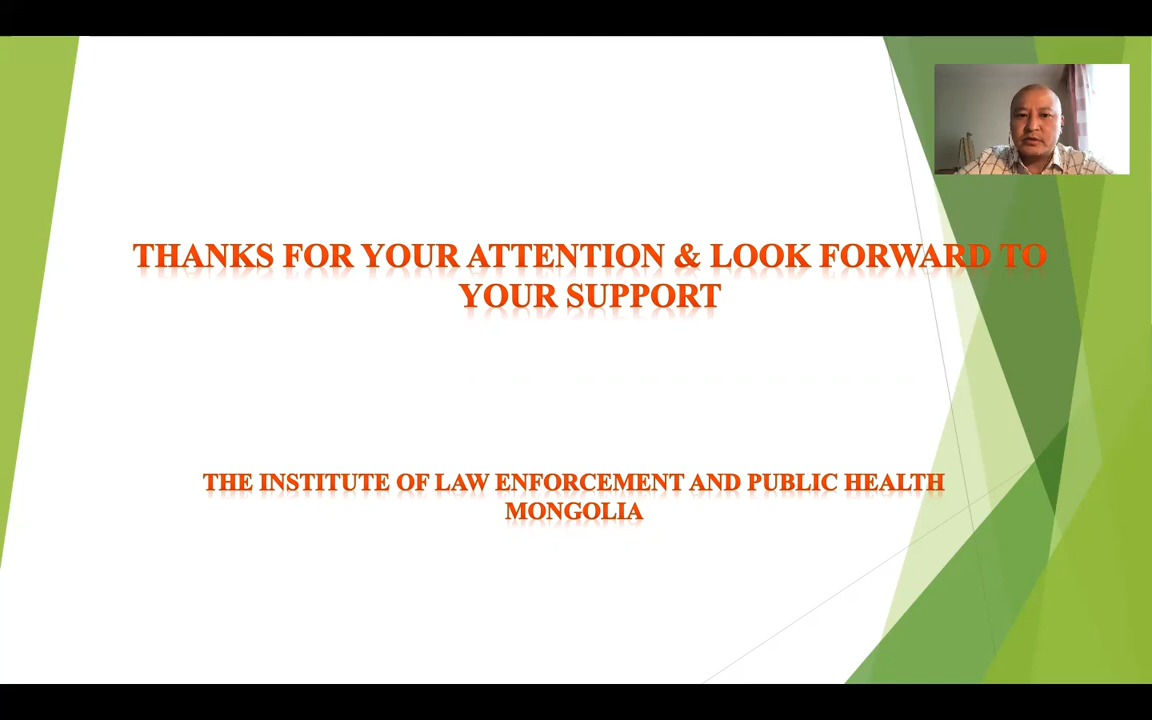 THANKS FOR YOUR ATTENTION & LOOK FORWARD TO
YOUR SUPPORT
THE INSTITUTE OF LAW ENFORCEMENT AND PUBLIC HEALTH
MONGOLIA